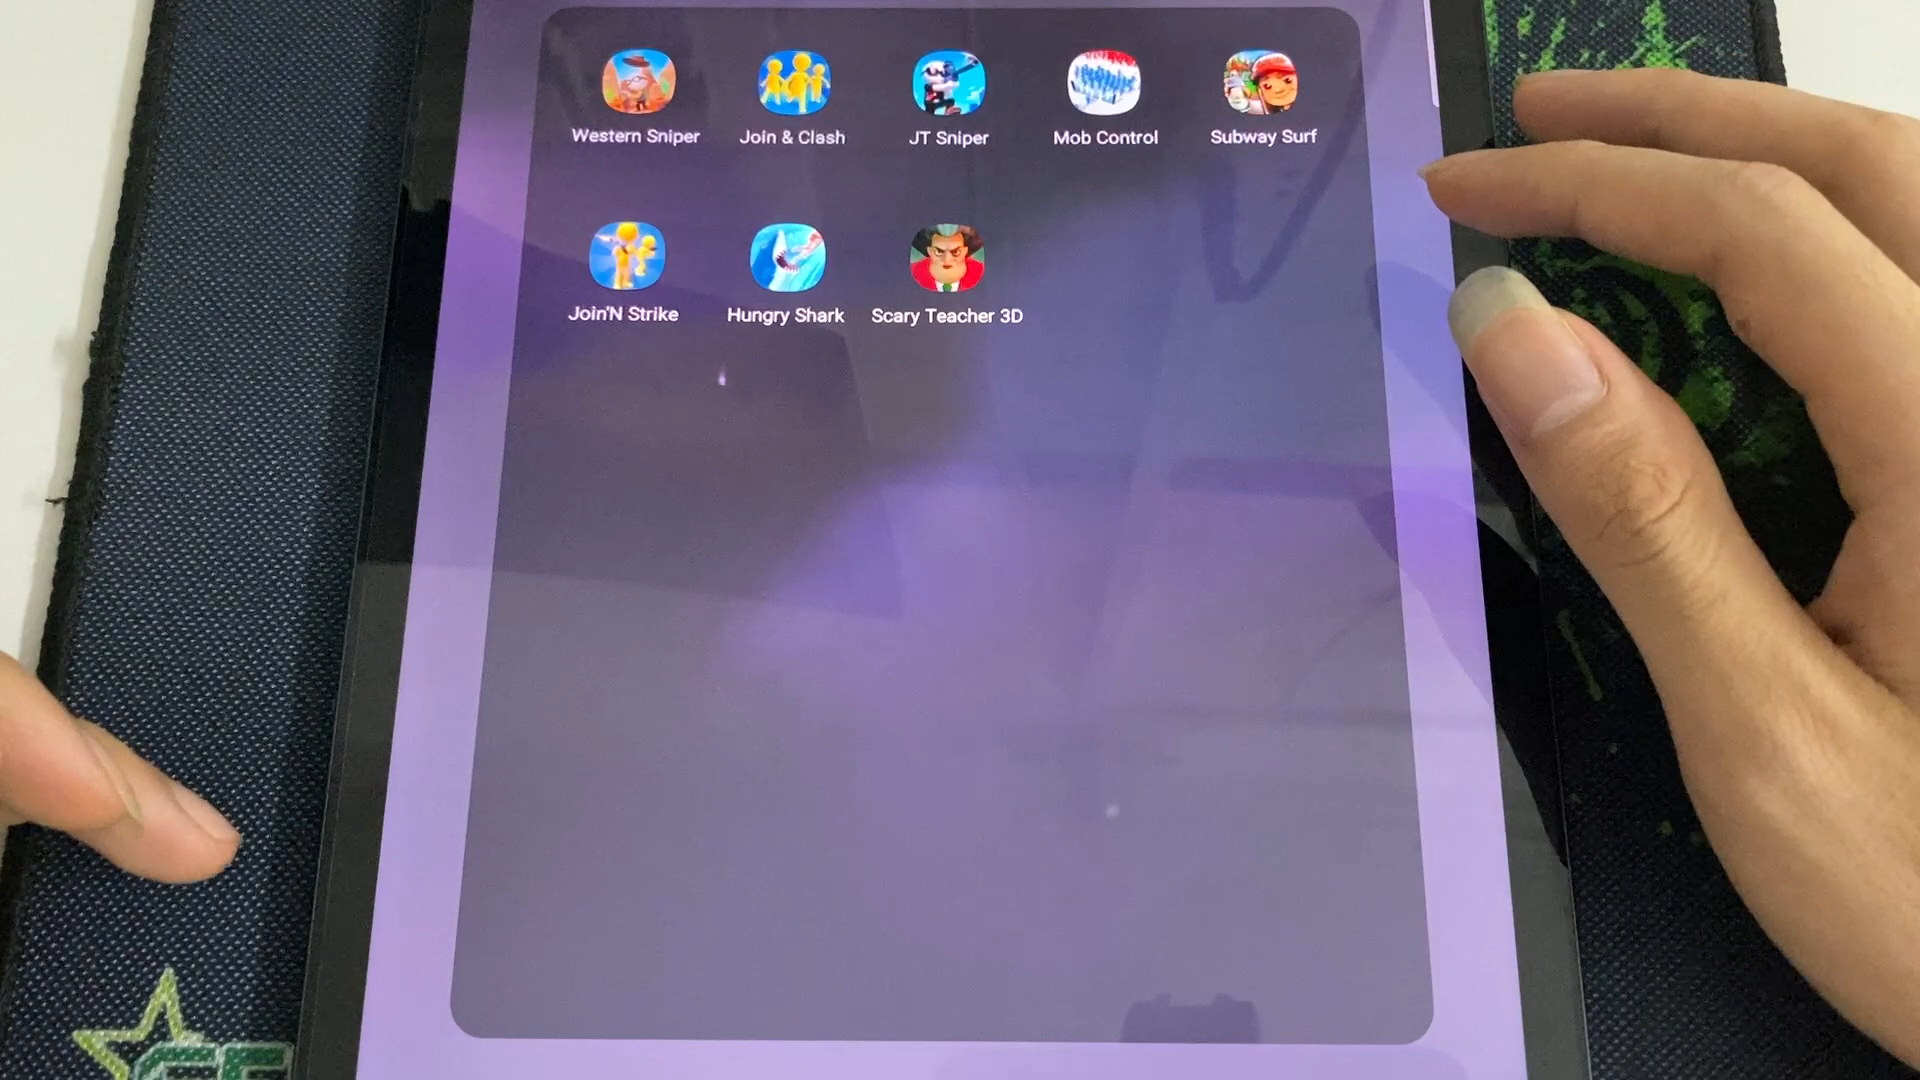 Western Sniper
Join & Clash
JT Sniper
Mob Control
Subway Surf
Join'N Strike
Hungry Shark
Scary Teacher 3D